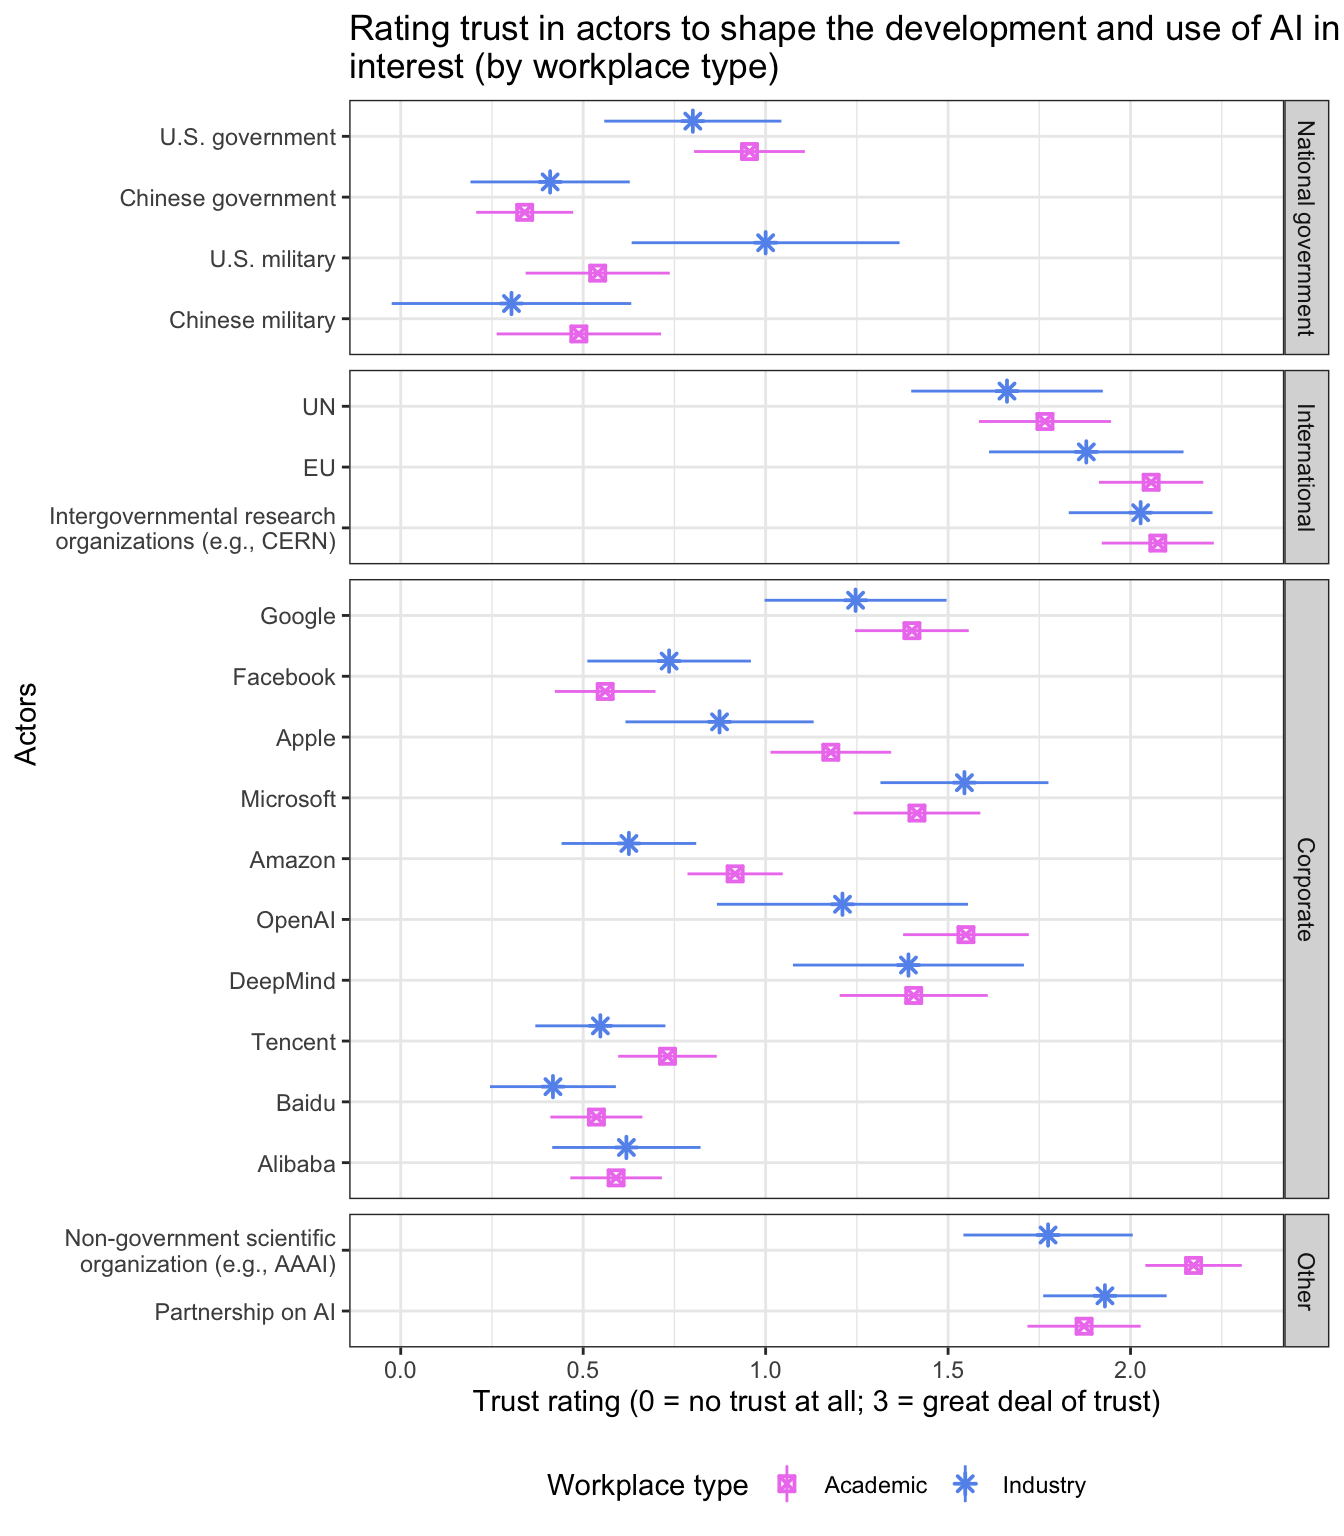 Rating trust in actors to shape the development and use of AI in
interest (by workplace type)
U.S. government
Chinese government
U.S. military
Chinese military
National government
UN
EU
Intergovernmental research
organizations (e.g., CERN)
International
Actors
Google
Facebook
Apple
Microsoft
Amazon
OpenAI
DeepMind
Tencent
Baidu
Alibaba
Corporate
Non-government scientific
organization (e.g., AAAI)
Partnership on AI
Other
0.0 0.5 1.0 1.5 2.0
Trust rating (0 = no trust at all; 3 = great deal of trust)
Workplace type Academic Industry